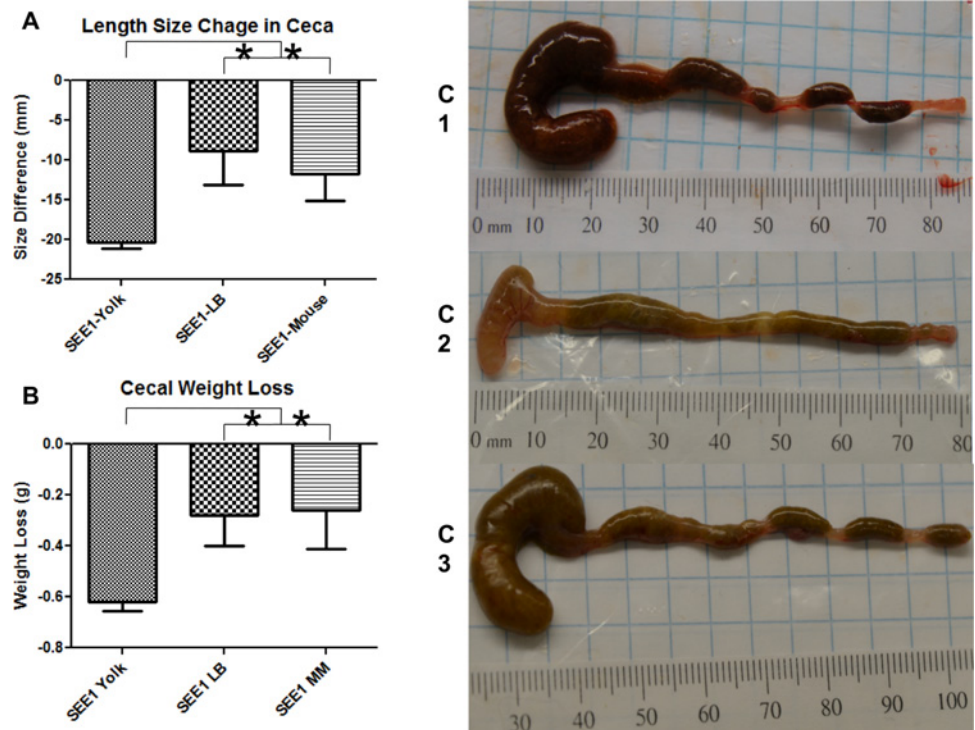 A
Length Size Chage in Ceca
* *
0
-5
-10
-15
-20
-25
Size Difference (mm)
SEE1-Yolk
SEE1-LB
SEE1-Mouse
B
Cecal Weight Loss
* *
0.0
-0.2
-0.4
-0.6
-0.8
Weight Loss (g)
SEE1 Yolk
SEE1 LB
SEE1 MM
C
1
0 mm 10 20 30 40 50 60 70 80
C
2
0 mm 10 20 30 40 50 60 70 80
C
3
30 40 50 60 70 80 90 100